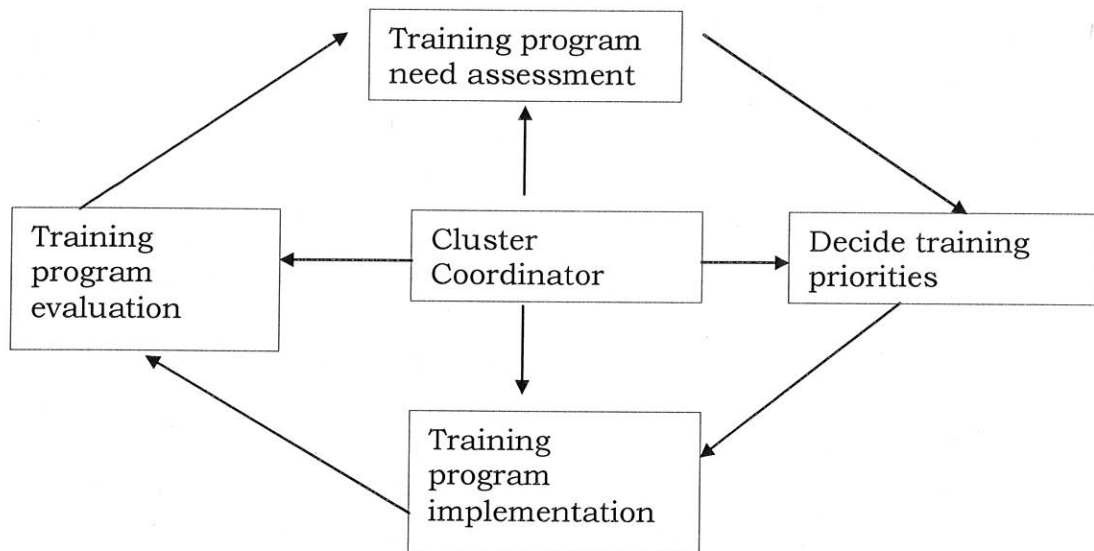 Training program
need assessment
Training
program
evaluation
Cluster
Coordinator
Decide training
priorities
Training
program
implementation